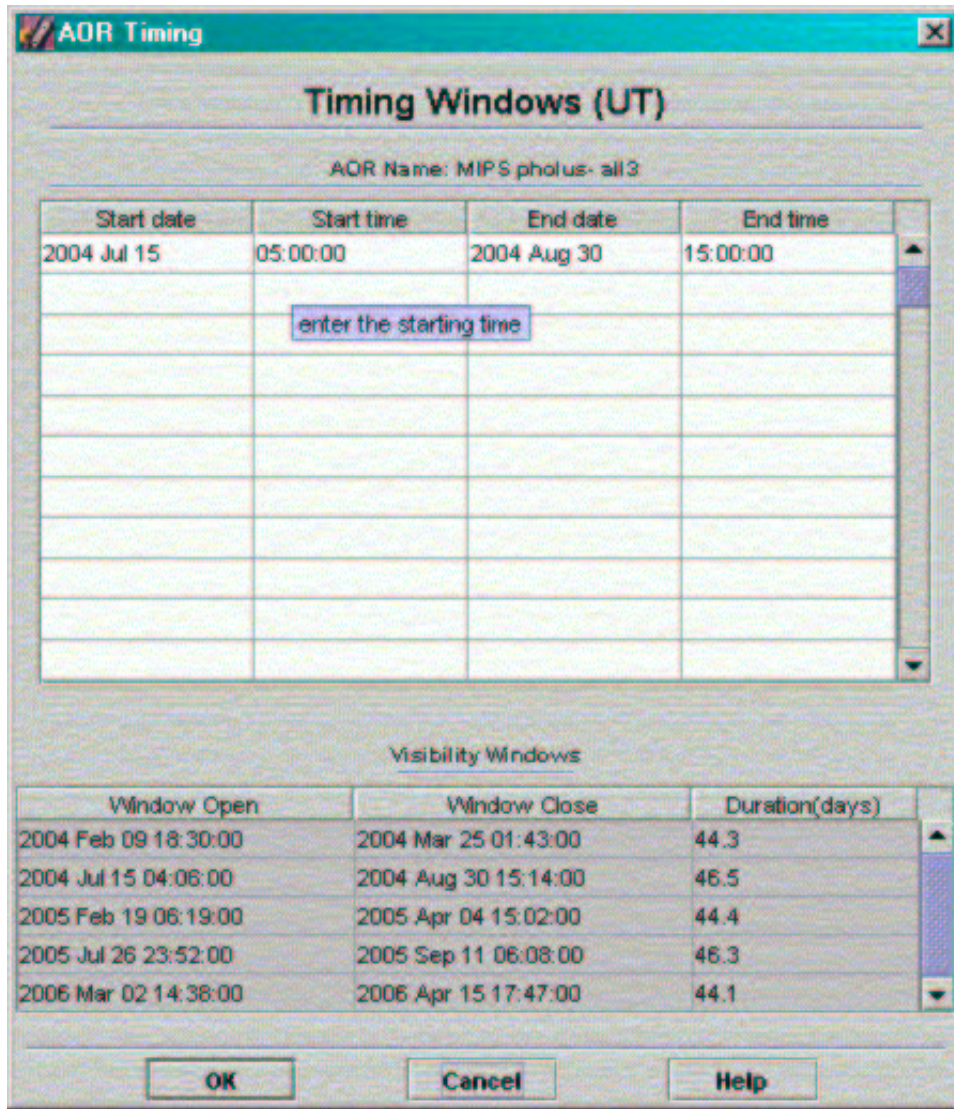 AOR Timing
Timing Windows (UT)
AOR Name: MIPS pholus- all3
Start date Start time End date End time
2004 Jul 15 05:00:00 2004 Aug 30 15:00:00
enter the starting time
Visibility Windows
Window Open Window Close Duration(days)
2004 Feb 09 18:30:00 2004 Mar 25 01:43:00 44.3
2004 Jul 15 04:06:00 2004 Aug 30 15:14:00 46.5
2005 Feb 19 06:19:00 2005 Apr 04 15:02:00 44.4
2005 Jul 26 23:52:00 2005 Sep 11 06:08:00 46.3
2006 Mar 02 14:38:00 2006 Apr 15 17:47:00 44.1
OK Cancel Help